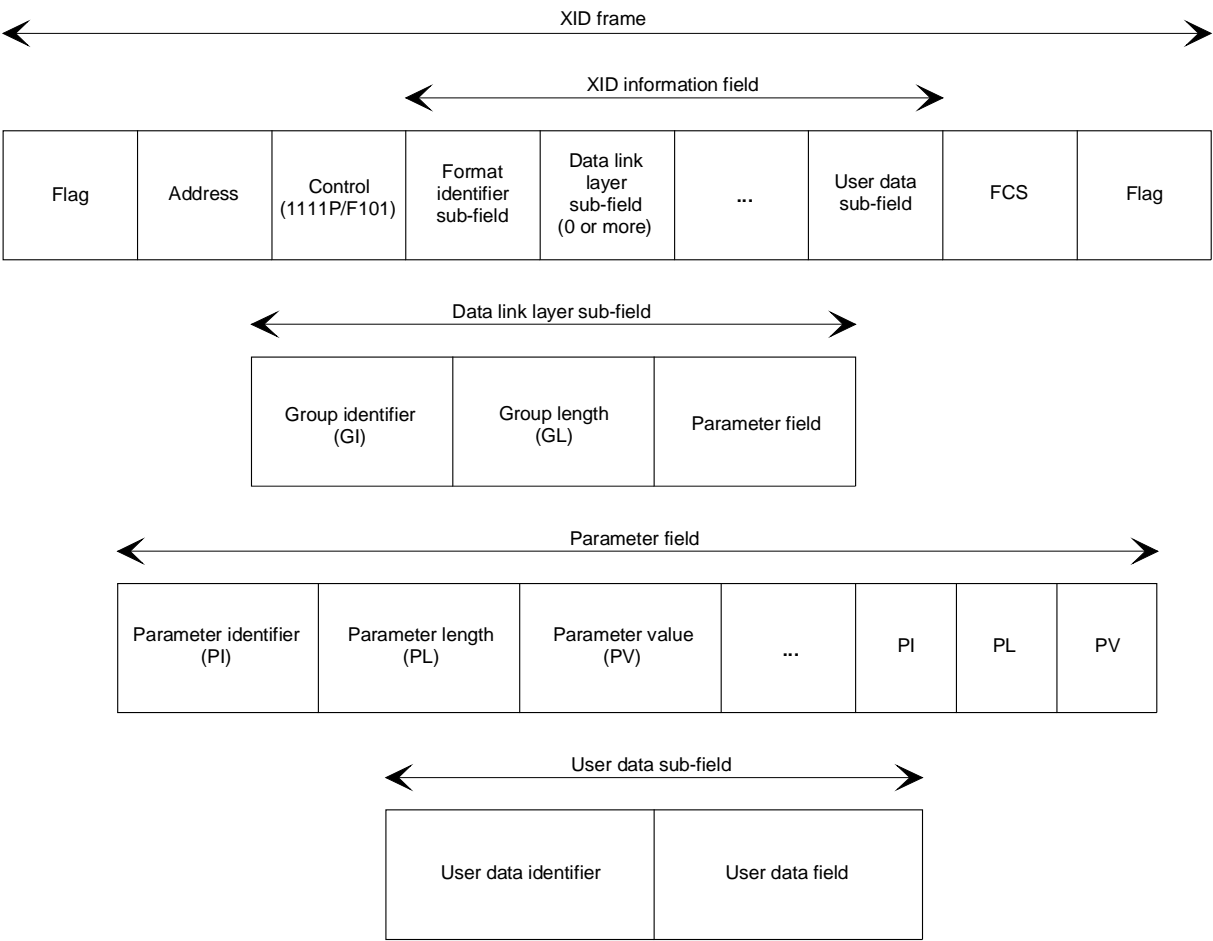 XID frame
XID information field
Flag
Address
Control
(1111P/F101)
Format
identifier
sub-field
Data link
layer
sub-field
(0 or more)
...
User data
sub-field
FCS
Flag
Data link layer sub-field
Group identifier
(GI)
Group length
(GL)
Parameter field
Parameter field
Parameter identifier
(PI)
Parameter length
(PL)
Parameter value
(PV)
...
PI
PL
PV
User data sub-field
User data identifier
User data field